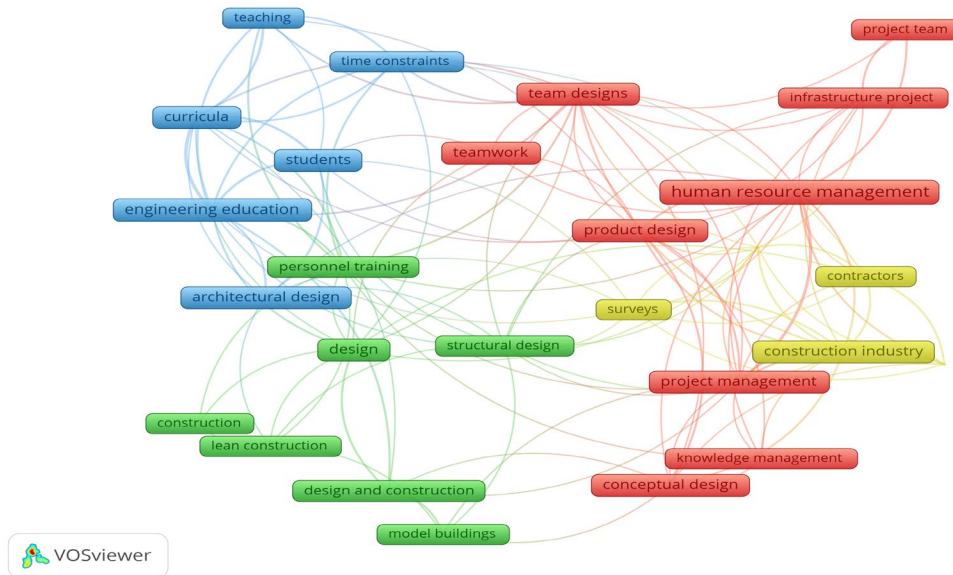 teaching
project team
time constraints
team designs
infrastructure project
curricula
teamwork
students
human resource management
engineering education
product design
personnel training
contractors
architectural design
surveys
design
structural design
construction industry
project management
construction
lean construction
knowledge management
conceptual design
design and construction
model buildings
VOSviewer